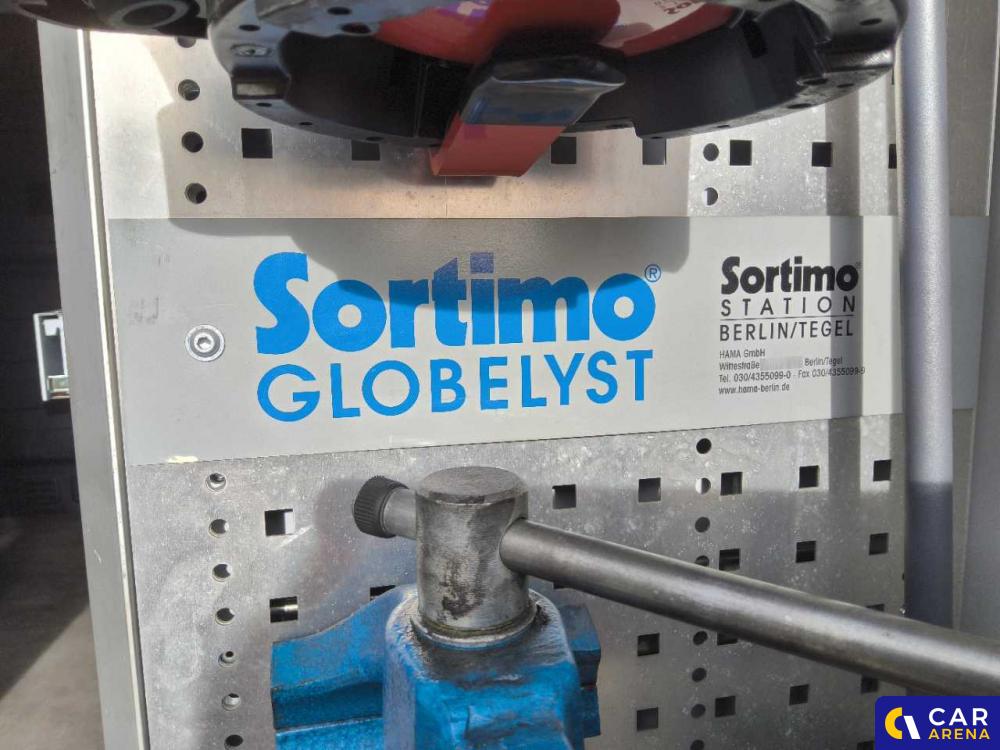 Sortimo®
GLOBELYST
Sortimo®
STATION
BERLIN/TEGEL
HAMA GmbH
Wittestraße Berlin/Tegel
Tel. 030/4355099-0 · Fax 030/4355099-9
www.hama-berlin.de
CAR
ARENA